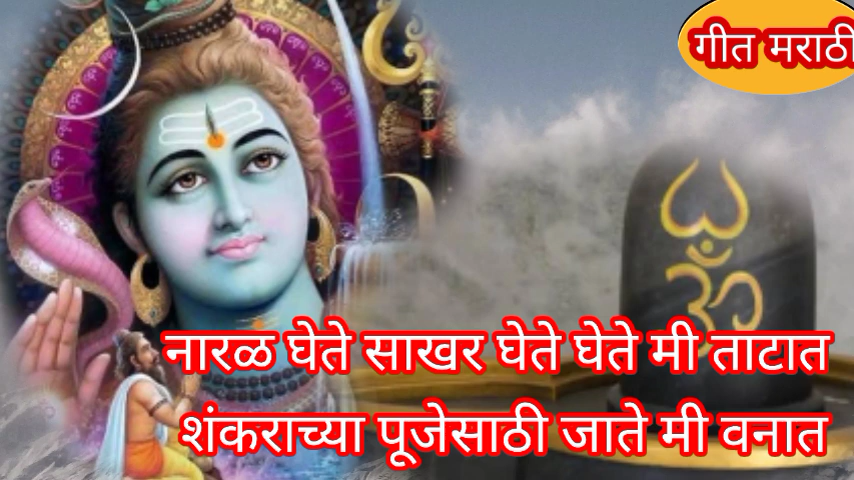 गीत मराठी
ॐ
नारळ घेते साखर घेते घेते मी ताटात
शंकराच्या पूजेसाठी जाते मी वनात